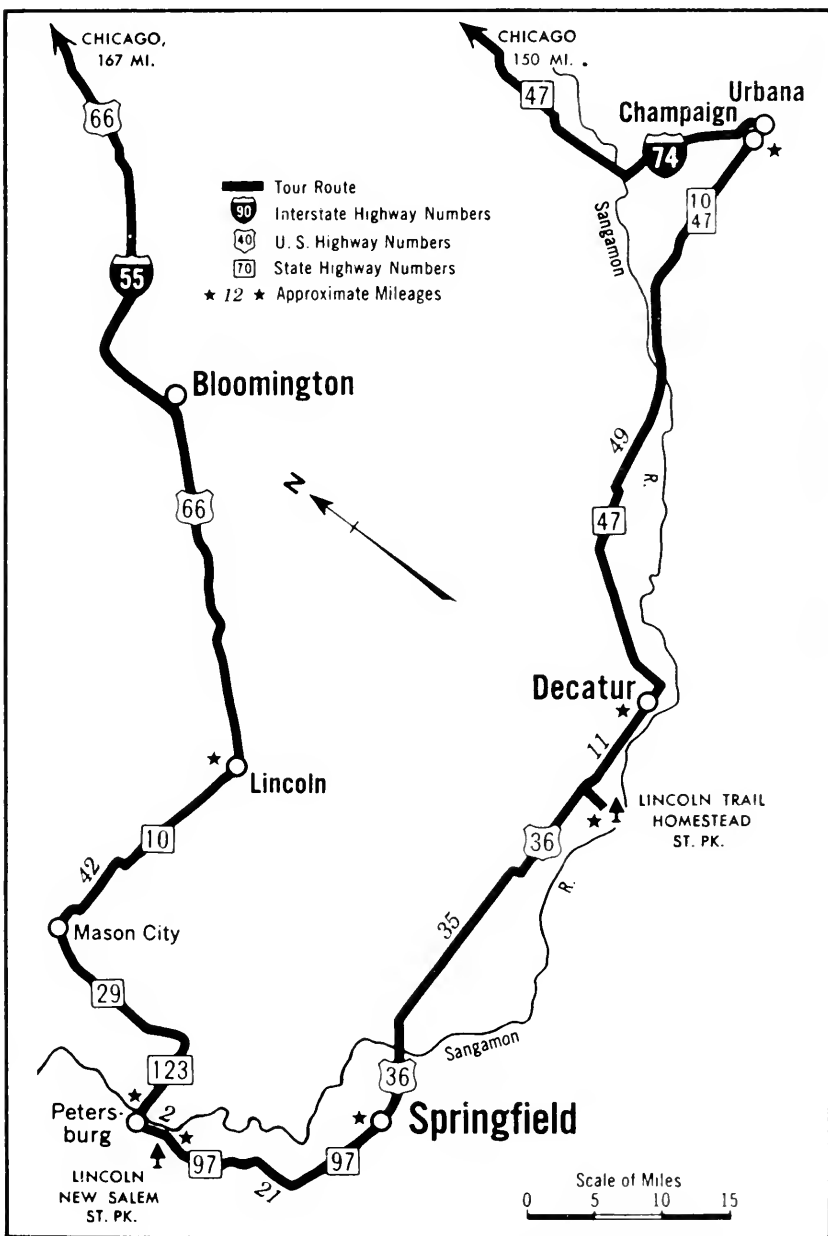 CHICAGO,
167 MI.
CHICAGO
150 MI.
66
47
Champaign
Urbana
74
Tour Route
90 Interstate Highway Numbers
40 U. S. Highway Numbers
70 State Highway Numbers
★ 12 ★ Approximate Mileages
10
47
Sangamon
55
Bloomington
66
N
49
R.
47
Decatur
11
Lincoln
LINCOLN TRAIL
HOMESTEAD
ST. PK.
10
36
42
R.
35
Mason City
29
Sangamon
123
36
Peters-
burg
2
Springfield
97
97
21
LINCOLN
NEW SALEM
ST. PK.
Scale of Miles
0 5 10 15